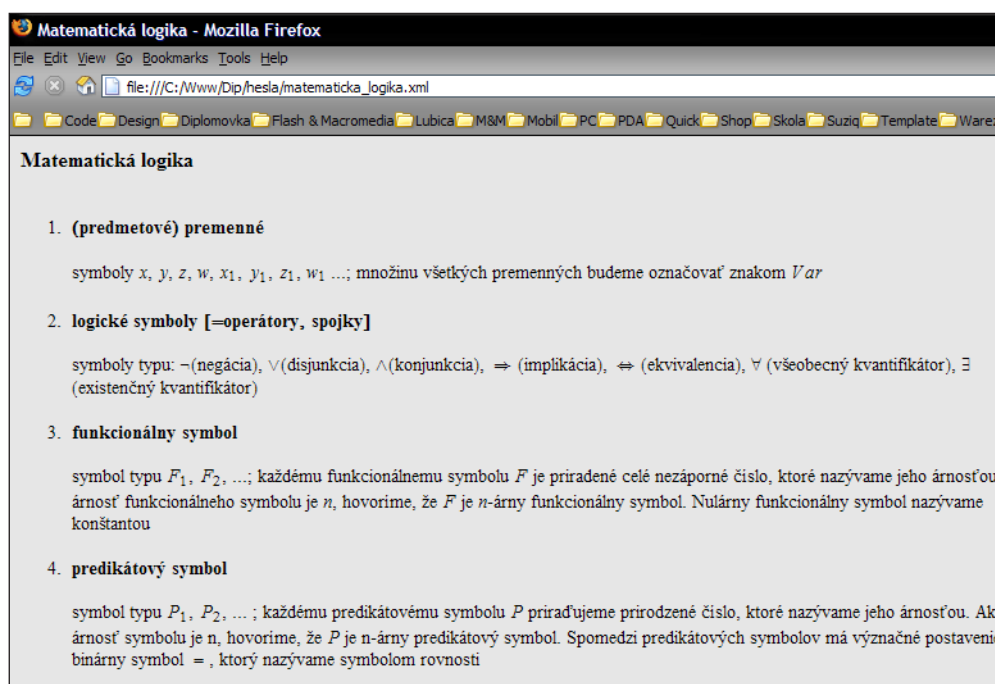 Matematická logika - Mozilla Firefox
File Edit View Go Bookmarks Tools Help
file:///C:/Www/Dip/hesla/matematicka_logika.xml
Code Design Diplomovka Flash & Macromedia Lubica M&M Mobil PC PDA Quick Shop Skola Suziq Template Warez
Matematická logika
1. (predmetové) premenné
symboly x, y, z, w, x₁, y₁, z₁, w₁ ...; množinu všetkých premenných budeme označovať znakom Var
2. logické symboly [=operátory, spojky]
symboly typu: ¬(negácia), ∨(disjunkcia), ∧(konjunkcia), ⇒ (implikácia), ⇔ (ekvivalencia), ∀ (všeobecný kvantifikátor), ∃
(existenčný kvantifikátor)
3. funkcionálny symbol
symbol typu F₁, F₂, ...; každému funkcionálnemu symbolu F je priradené celé nezáporné číslo, ktoré nazývame jeho árnosťou
árnosť funkcionálneho symbolu je n, hovoríme, že F je n-árny funkcionálny symbol. Nulárny funkcionálny symbol nazývame
konštantou
4. predikátový symbol
symbol typu P₁, P₂, ... ; každému predikátovému symbolu P priraďujeme prirodzené číslo, ktoré nazývame jeho árnosťou. Ak
árnosť symbolu je n, hovoríme, že P je n-árny predikátový symbol. Spomedzi predikátových symbolov má význačné postavenie
binárny symbol = , ktorý nazývame symbolom rovnosti